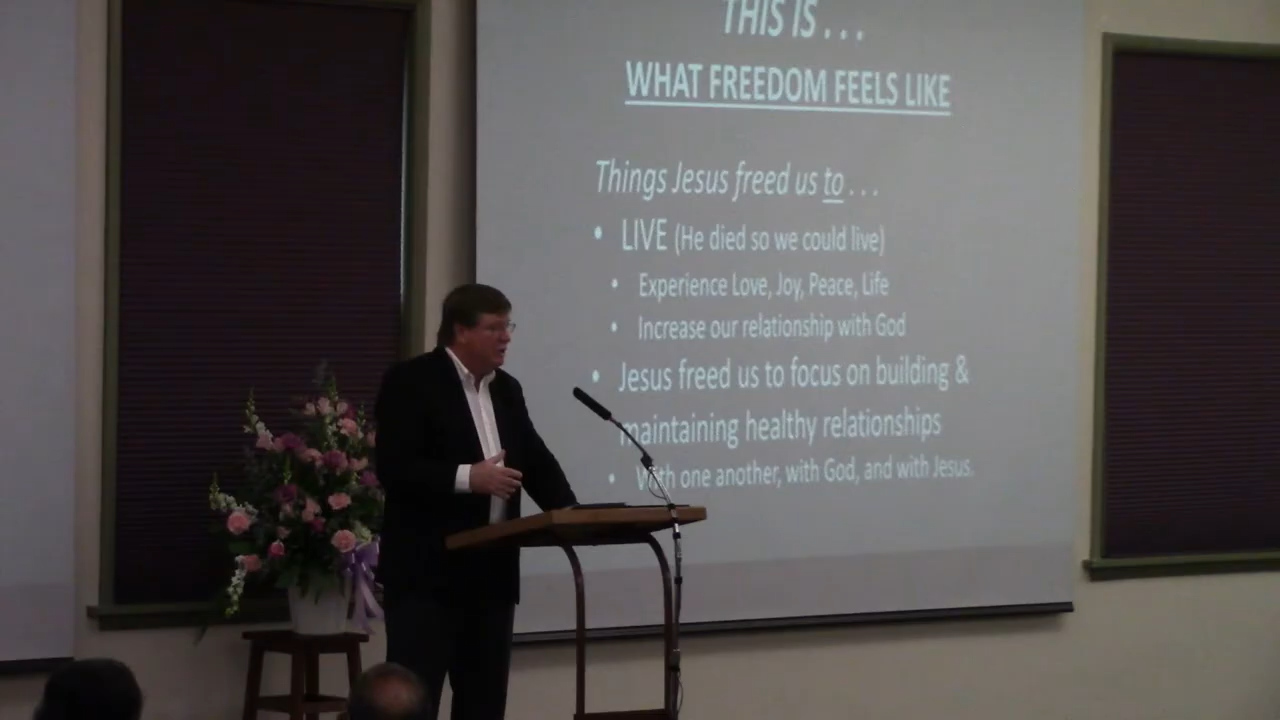 THIS IS . . .
WHAT FREEDOM FEELS LIKE
Things Jesus freed us to . . .
• LIVE (He died so we could live)
• Experience Love, Joy, Peace, Life
• Increase our relationship with God
• Jesus freed us to focus on building &
maintaining healthy relationships
• With one another, with God, and with Jesus.